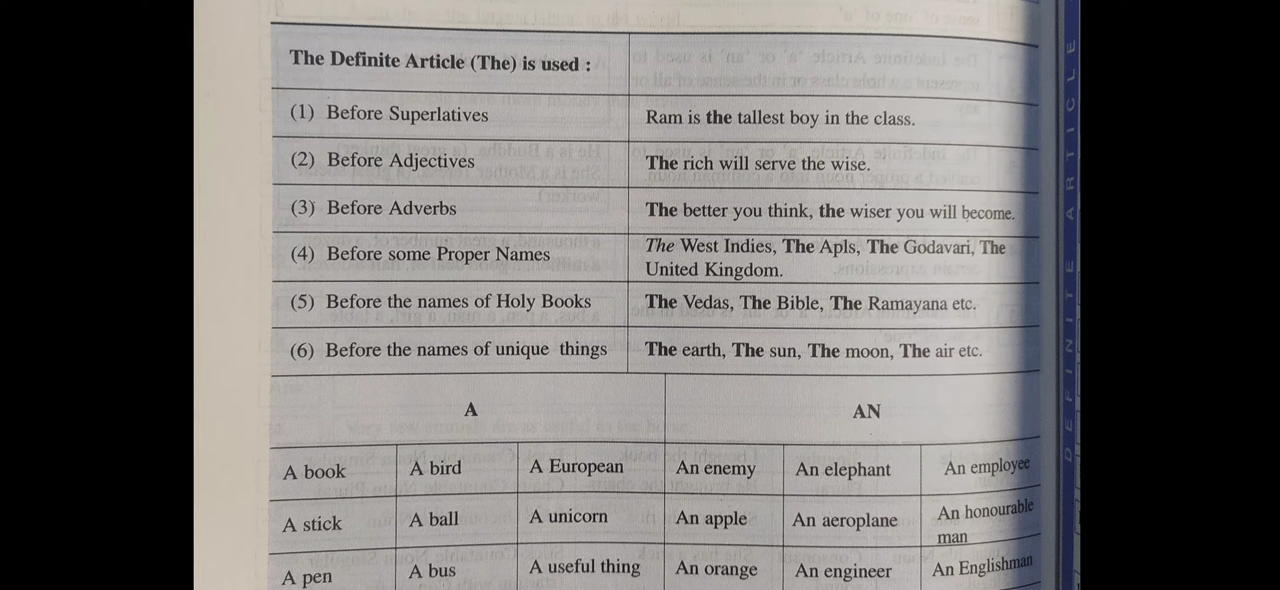 The Definite Article (The) is used :
(1) Before Superlatives
Ram is the tallest boy in the class.
(2) Before Adjectives
The rich will serve the wise.
(3) Before Adverbs
The better you think, the wiser you will become.
(4) Before some Proper Names
The West Indies, The Apls, The Godavari, The
United Kingdom.
(5) Before the names of Holy Books
The Vedas, The Bible, The Ramayana etc.
(6) Before the names of unique things
The earth, The sun, The moon, The air etc.
A
AN
A book
A bird
A European
An enemy
An elephant
An employee
A stick
A ball
A unicorn
An apple
An aeroplane
An honourable
man
A pen
A bus
A useful thing
An orange
An engineer
An Englishman
DEFINITE ARTICLE